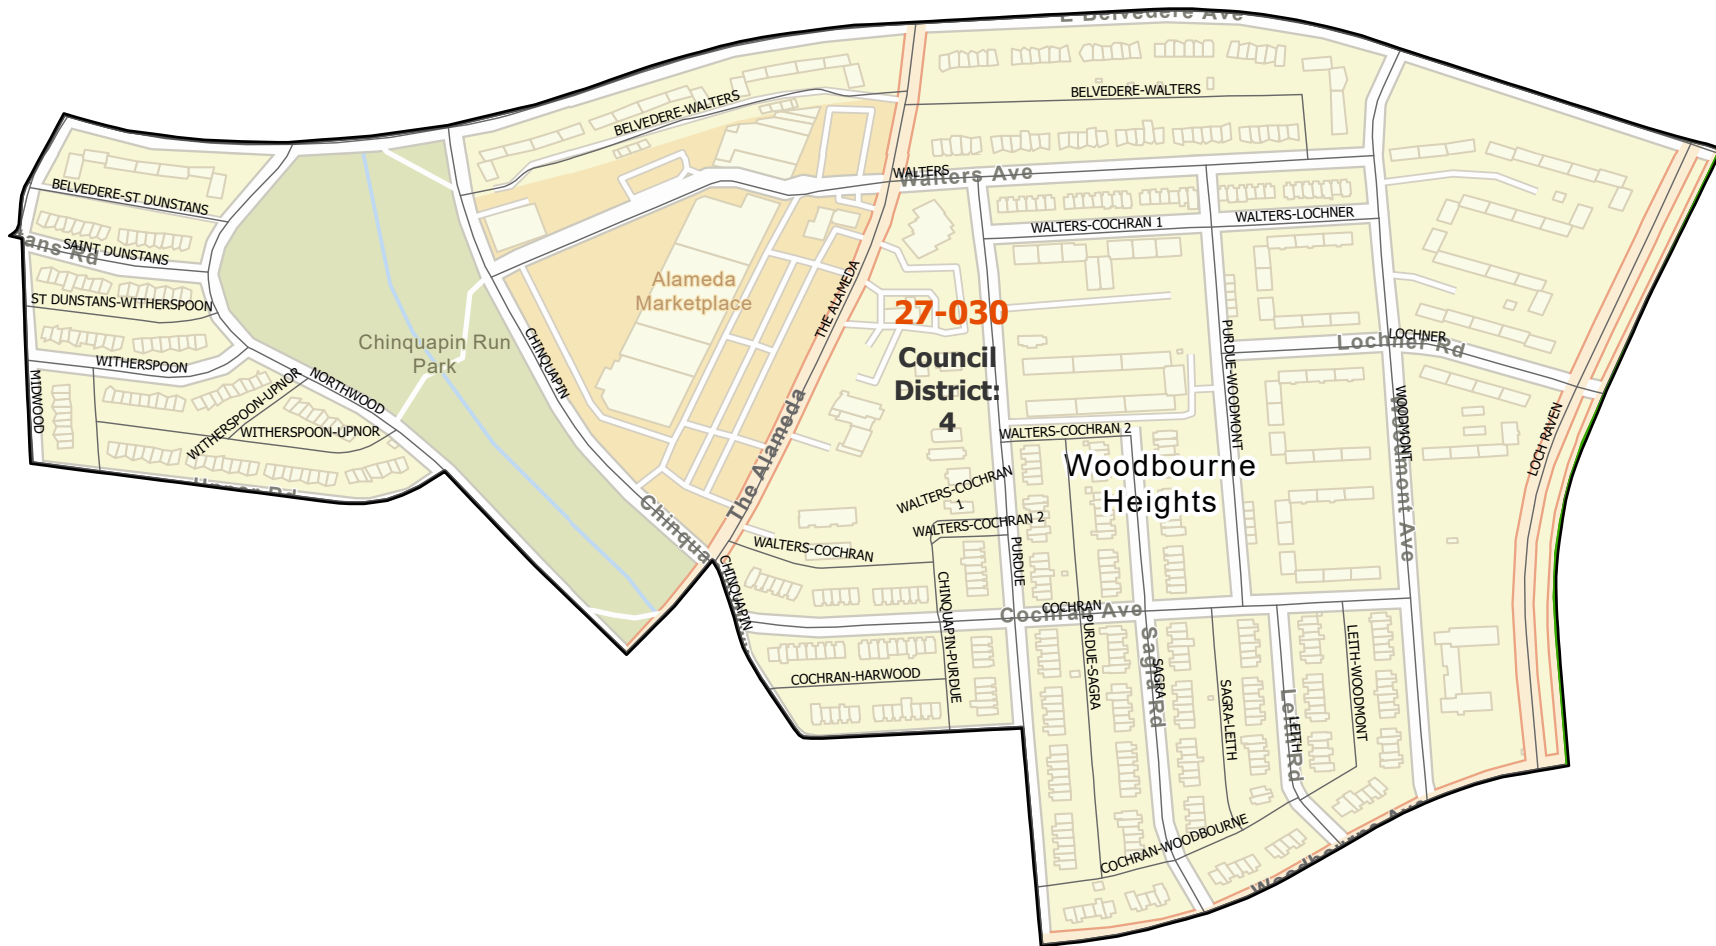 E Belvedere Ave
BELVEDERE-WALTERS
BELVEDERE-WALTERS
WALTERS
Walters Ave
BELVEDERE-ST DUNSTANS
SAINT DUNSTANS
ST DUNSTANS-WITHERSPOON
WITHERSPOON
MIDWOOD
WITHERSPOON-UPNOR
WITHERSPOON-UPNOR
NORTHWOOD
Chinquapin Run
Park
CHINQUAPIN
Alameda
Marketplace
THE ALAMEDA
The Alameda
27-030
Council
District:
4
WALTERS-COCHRAN 1
WALTERS-LOCHNER
LOCHNER
Lochner Rd
PURDUE-WOODMONT
WOODMONT
Woodmont Ave
LOCH RAVEN
WALTERS-COCHRAN 2
Woodbourne
Heights
WALTERS-COCHRAN
1
WALTERS-COCHRAN 2
WALTERS-COCHRAN
PURDUE
CHINQUAPIN
CHINQUAPIN-PURDUE
COCHRAN
Cochran Ave
COCHRAN-HARWOOD
PURDUE-SAGRA
SAGRA
Sagra Rd
SAGRA-LEITH
LEITH
Leith Rd
LEITH-WOODMONT
COCHRAN-WOODBOURNE
Woodbourne Ave